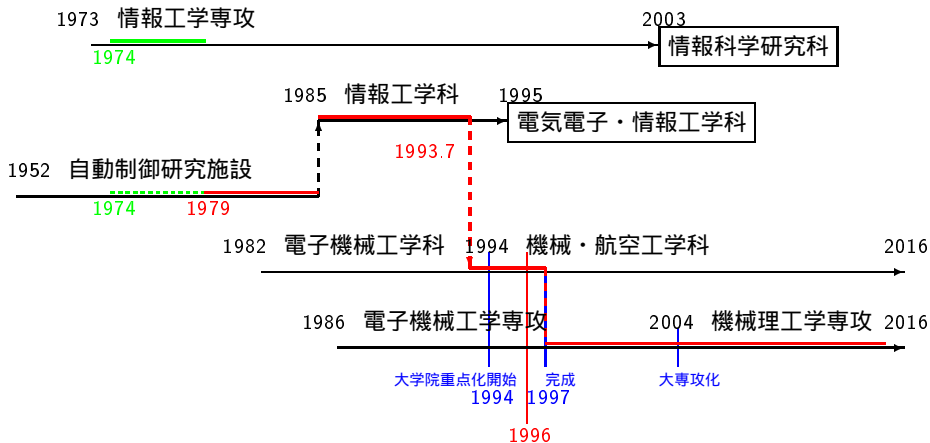 1973 情報工学専攻 2003
1974 情報科学研究科
1985 情報工学科 1995
電気電子・情報工学科
1993.7
1952 自動制御研究施設
1974 1979
1982 電子機械工学科 1994 機械・航空工学科 2016
1986 電子機械工学専攻 2004 機械理工学専攻 2016
大学院重点化開始 完成 大専攻化
1994 1997
1996